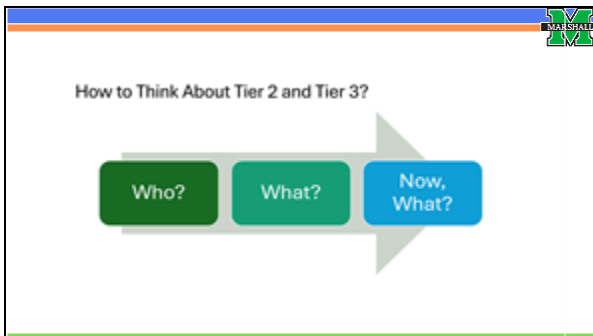 MARSHALL
How to Think About Tier 2 and Tier 3?
Who?
What?
Now,
What?